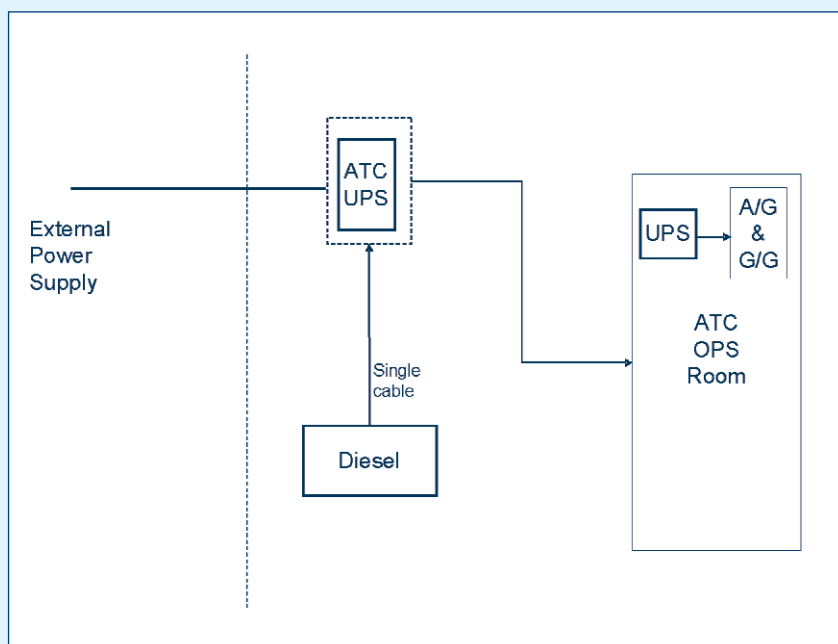 External
Power
Supply
ATC
UPS
Single
cable
Diesel
UPS
A/G
&
G/G
ATC
OPS
Room